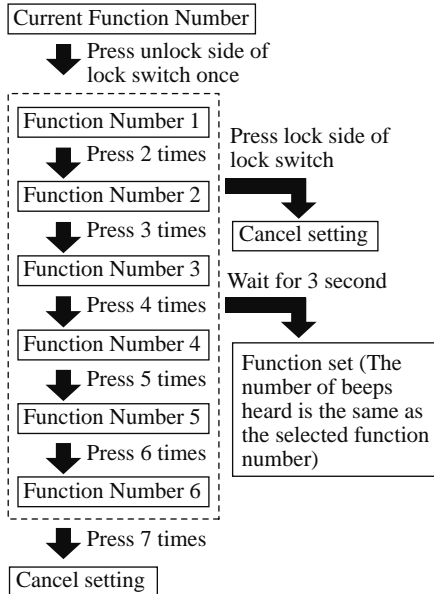 Current Function Number
Press unlock side of
lock switch once
Function Number 1
Press 2 times
Function Number 2
Press 3 times
Function Number 3
Press 4 times
Function Number 4
Press 5 times
Function Number 5
Press 6 times
Function Number 6
Press 7 times
Cancel setting
Press lock side of
lock switch
Cancel setting
Wait for 3 second
Function set (The
number of beeps
heard is the same as
the selected function
number)